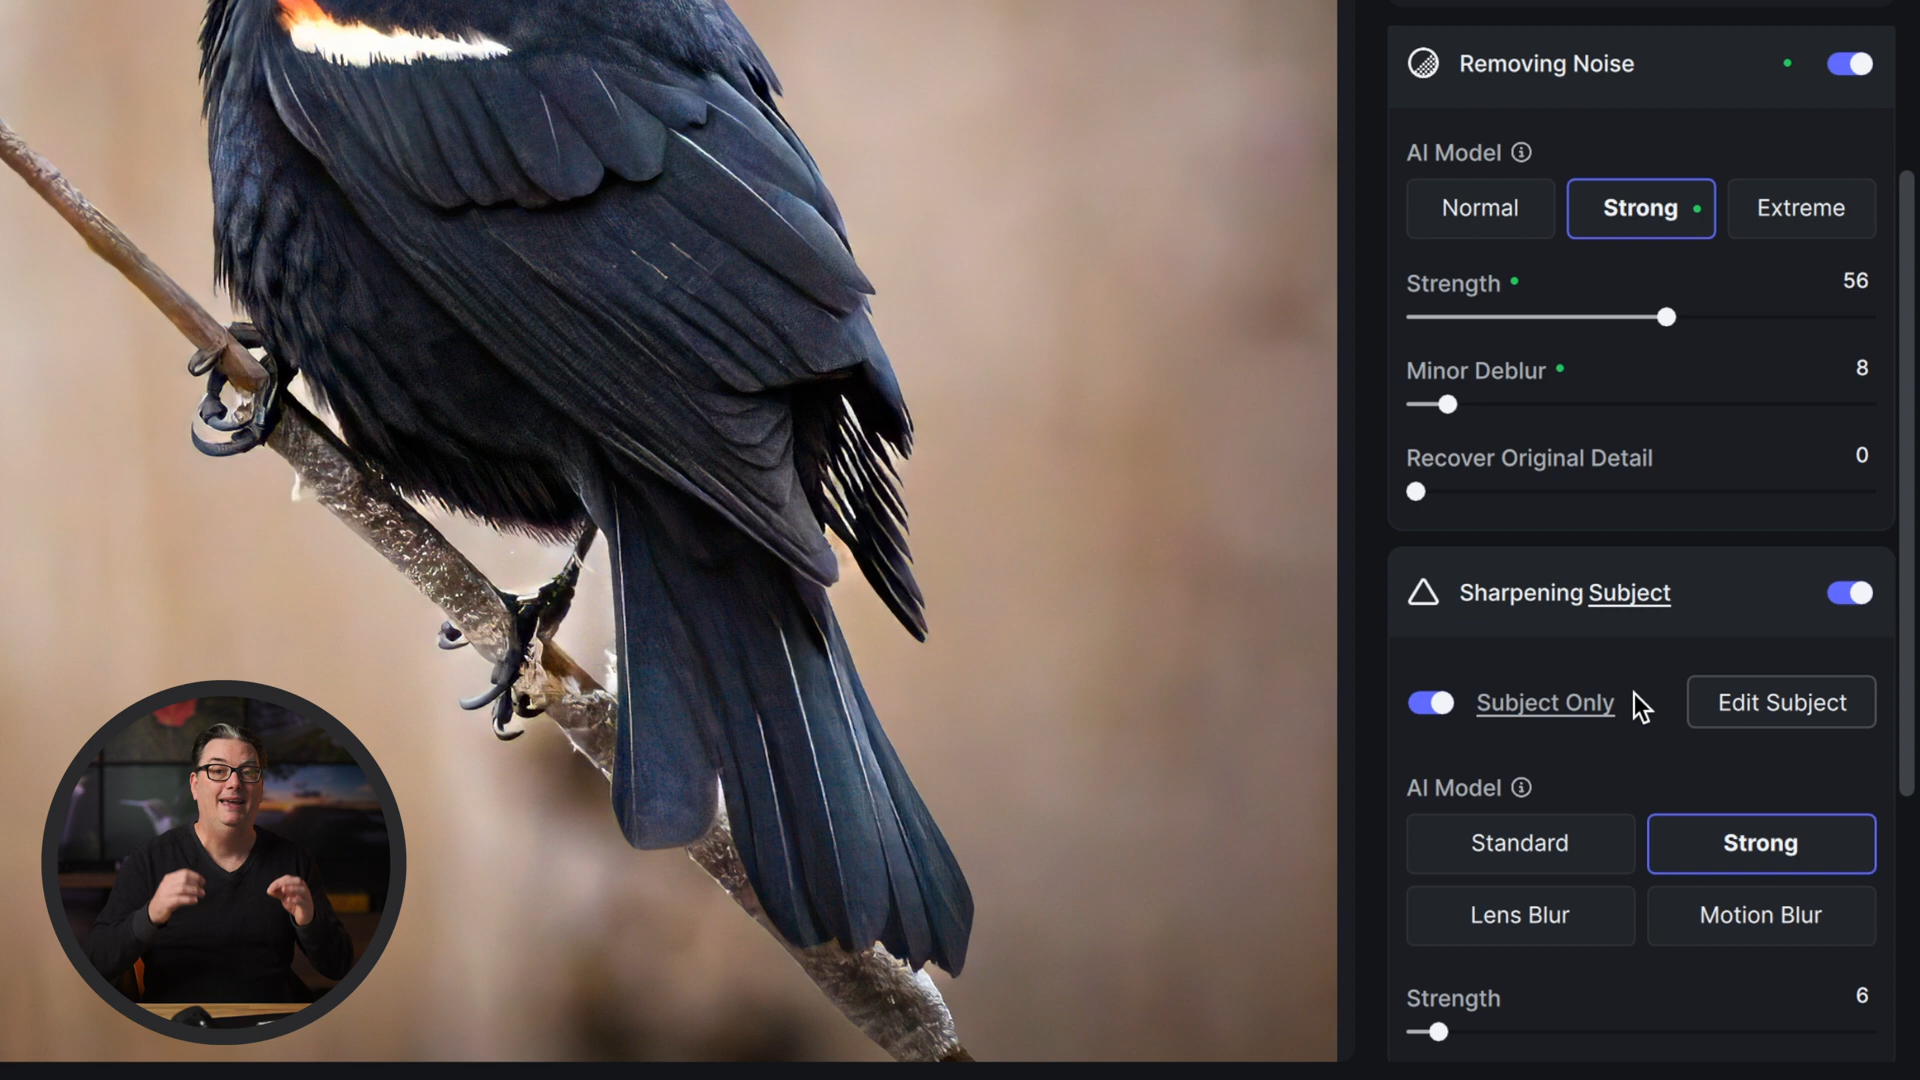 Removing Noise
AI Model
Normal
Strong
Extreme
Strength
56
Minor Deblur
8
Recover Original Detail
0
Sharpening Subject
Subject Only
Edit Subject
AI Model
Standard
Strong
Lens Blur
Motion Blur
Strength
6